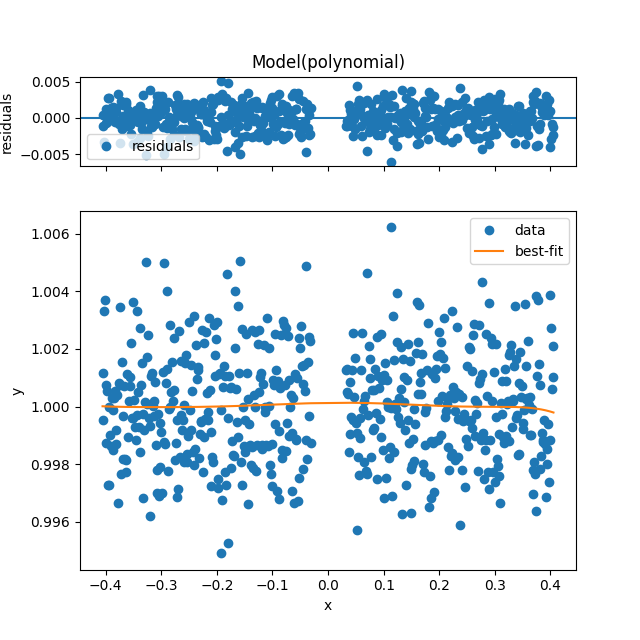 Model(polynomial)
0.005
0.000
−0.005
residuals
residuals
1.006
1.004
1.002
1.000
0.998
0.996
y
data
best-fit
−0.4
−0.3
−0.2
−0.1
0.0
0.1
0.2
0.3
0.4
x